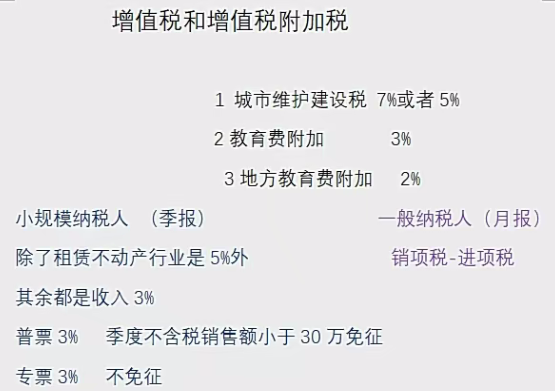 增值税和增值税附加税
1 城市维护建设税 7%或者 5%
2 教育费附加 3%
3 地方教育费附加 2%
小规模纳税人 （季报） 一般纳税人（月报）
除了租赁不动产行业是 5%外 销项税-进项税
其余都是收入 3%
普票 3% 季度不含税销售额小于 30 万免征
专票 3% 不免征